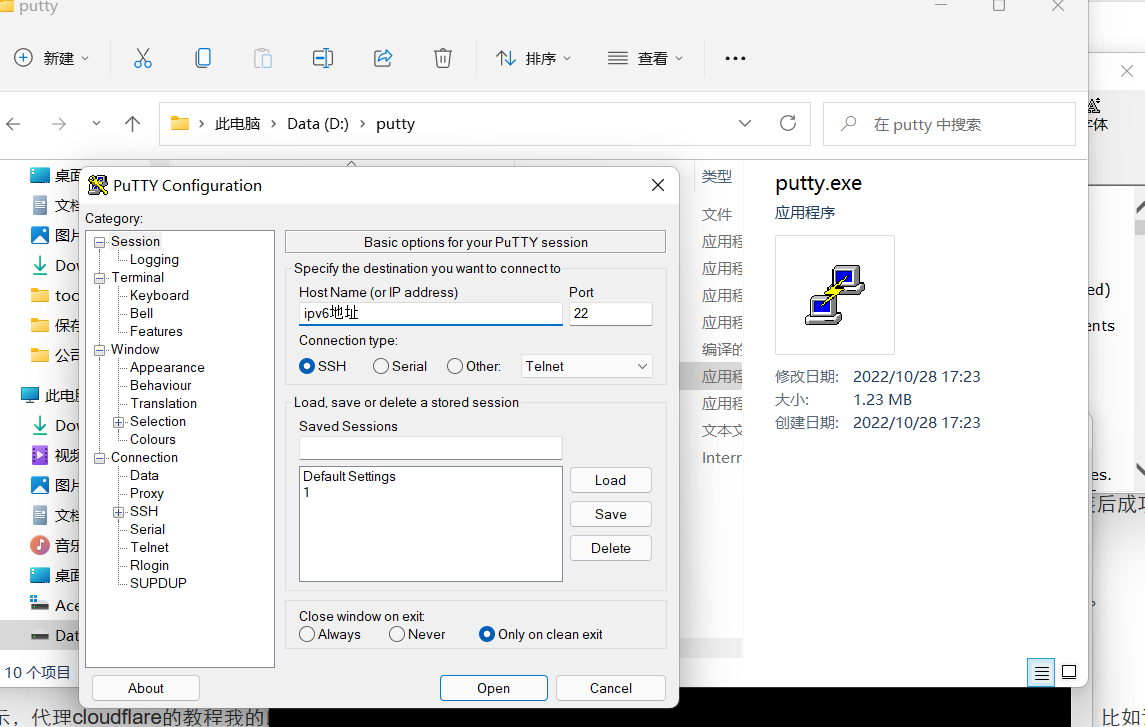 putty
新建
排序
查看
此电脑 > Data (D:) > putty
在 putty 中搜索
字体
桌面
文档
图片
Dow
too
保存
公司
此电脑
Dow
视频
图片
文档
音乐
桌面
Ace
Dat
10 个项目
PuTTY Configuration
Category:
Session
Logging
Terminal
Keyboard
Bell
Features
Window
Appearance
Behaviour
Translation
Selection
Colours
Connection
Data
Proxy
SSH
Serial
Telnet
Rlogin
SUPDUP
Basic options for your PuTTY session
Specify the destination you want to connect to
Host Name (or IP address) Port
ipv6地址 22
Connection type:
SSH Serial Other: Telnet
Load, save or delete a stored session
Saved Sessions
Default Settings
1
Load
Save
Delete
Close window on exit:
Always Never Only on clean exit
About Open Cancel
类型
文件
应用程
应用程
应用程
应用程
编译的
应用程
应用程
文本文
Intern
putty.exe
应用程序
修改日期: 2022/10/28 17:23
大小: 1.23 MB
创建日期: 2022/10/28 17:23
ed)
ents
es.
后成功
示，代理cloudflare的教程我的
比如